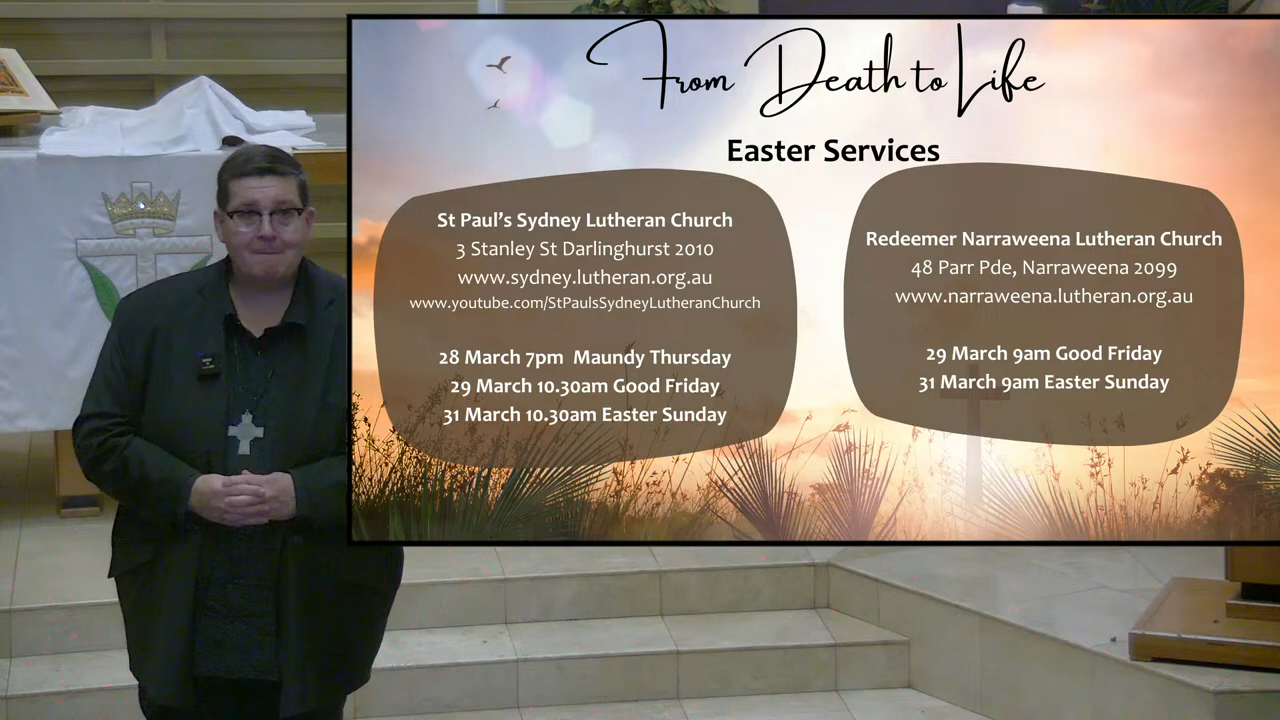 From Death to Life
Easter Services
St Paul's Sydney Lutheran Church
3 Stanley St Darlinghurst 2010
www.sydney.lutheran.org.au
www.youtube.com/StPaulsSydneyLutheranChurch
28 March 7pm Maundy Thursday
29 March 10.30am Good Friday
31 March 10.30am Easter Sunday
Redeemer Narraweena Lutheran Church
48 Parr Pde, Narraweena 2099
www.narraweena.lutheran.org.au
29 March 9am Good Friday
31 March 9am Easter Sunday